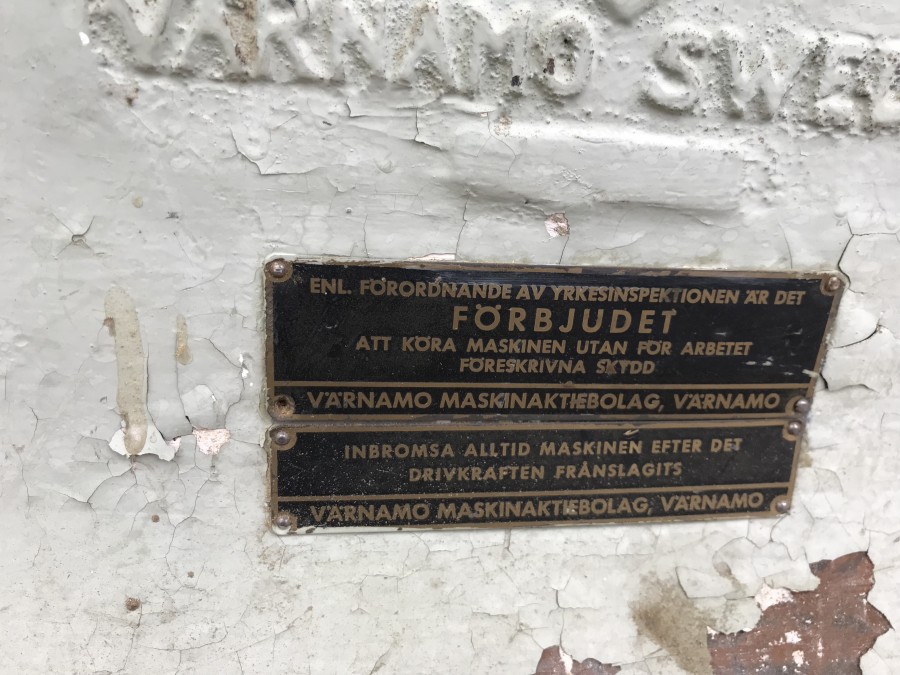 VÄRNAMO SWE
ENL. FÖRORDNANDE AV YRKESINSPEKTIONEN ÄR DET
FÖRBJUDET
ATT KÖRA MASKINEN UTAN FÖR ARBETET
FÖRESKRIVNA SKYDD
VÄRNAMO MASKINAKTIEBOLAG, VÄRNAMO
INBROMSA ALLTID MASKINEN EFTER DET
DRIVKRAFTEN FRÅNSLAGITS
VÄRNAMO MASKINAKTIEBOLAG, VÄRNAMO